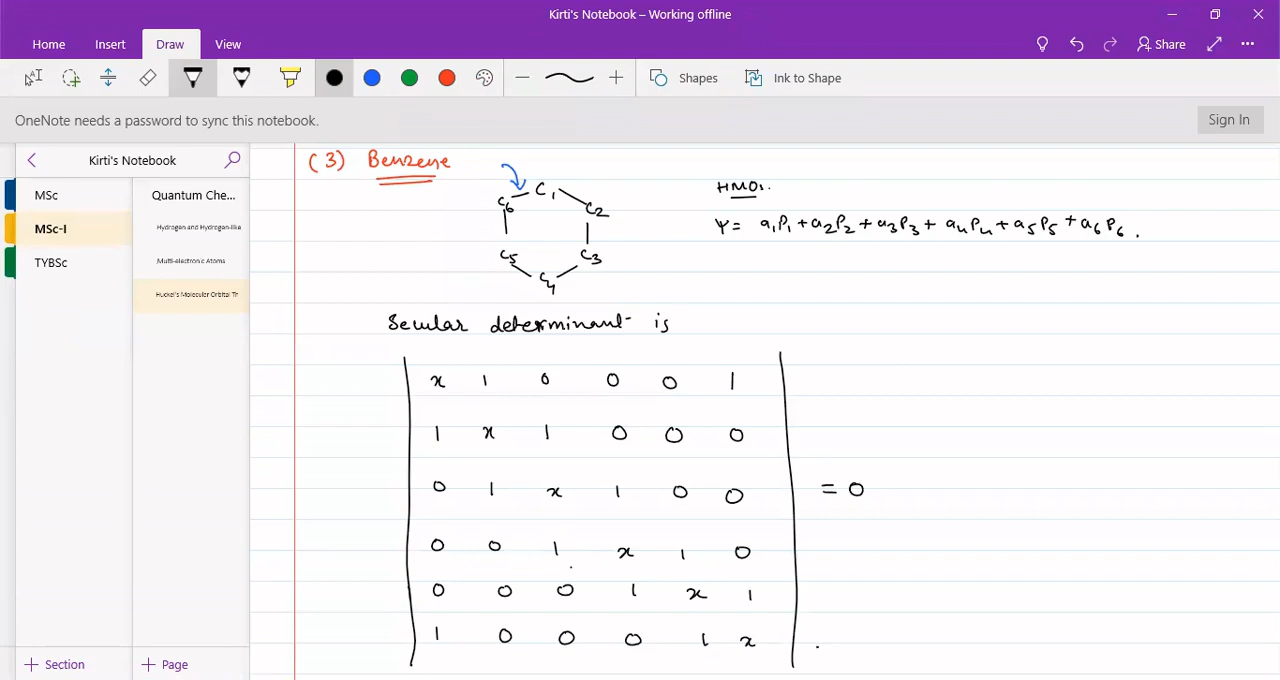 Kirti's Notebook – Working offline
Home Insert Draw View Share
Shapes Ink to Shape
OneNote needs a password to sync this notebook. Sign In
Kirti's Notebook
MSc
MSc-I
TYBSc
Quantum Che...
Hydrogen and Hydrogen-like
Multi-electronic Atoms
Huckel's Molecular Orbital Th
+ Section + Page
(3) Benzene
C1
C6 C2
C5 C3
C4
HMO:
Ψ = a1P1 + a2P2 + a3P3 + a4P4 + a5P5 + a6P6 .
Secular determinant is
x 1 0 0 0 1
1 x 1 0 0 0
0 1 x 1 0 0 = 0
0 0 1 x 1 0
0 0 0 1 x 1
1 0 0 0 1 x